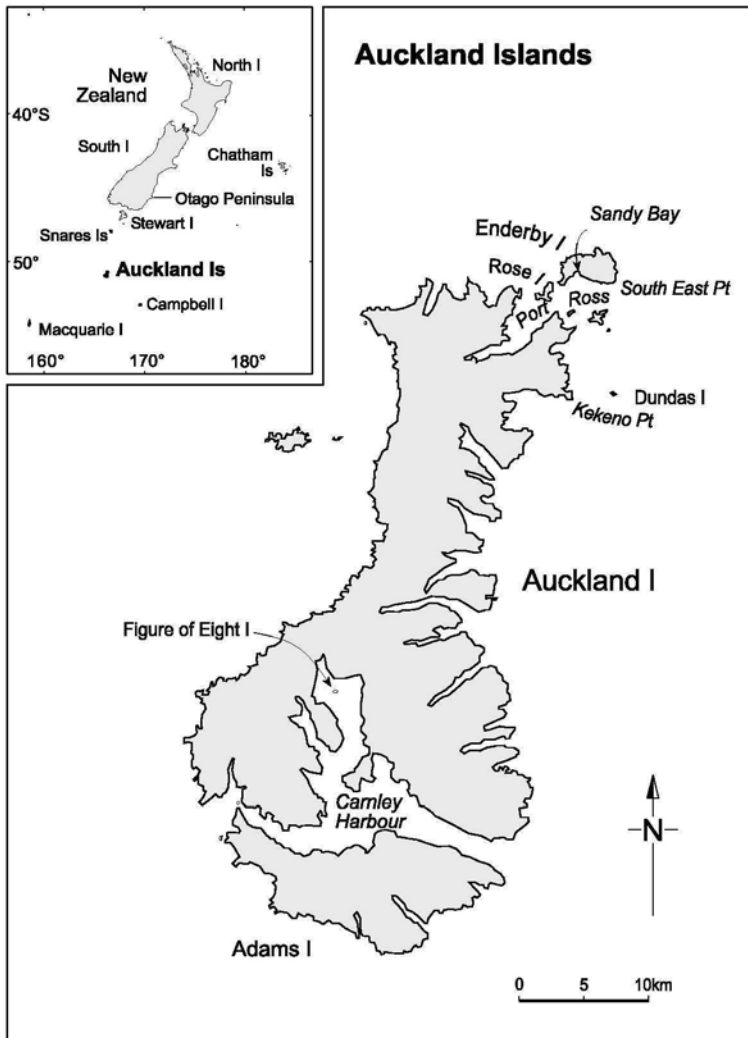 Auckland Islands
North I
New
Zealand
40°S
South I
Chatham
Is
Otago Peninsula
Stewart I
Snares Is
50°
Auckland Is
Campbell I
Macquarie I
160°
170°
180°
Sandy Bay
Enderby I
Rose I
South East Pt
Port Ross
Dundas I
Kekeno Pt
Auckland I
Figure of Eight I
Carnley
Harbour
N
Adams I
0 5 10km